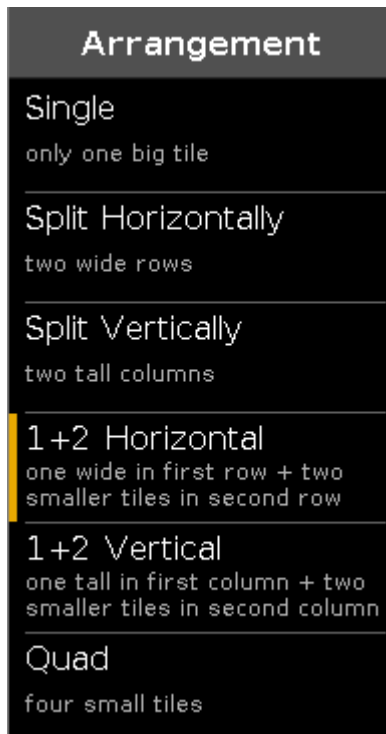 Arrangement
Single
only one big tile
Split Horizontally
two wide rows
Split Vertically
two tall columns
1+2 Horizontal
one wide in first row + two
smaller tiles in second row
1+2 Vertical
one tall in first column + two
smaller tiles in second column
Quad
four small tiles